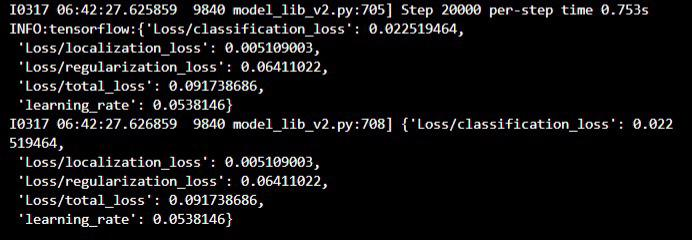 I0317 06:42:27.625859  9840 model_lib_v2.py:705] Step 20000 per-step time 0.753s
INFO:tensorflow:{'Loss/classification_loss': 0.022519464,
 'Loss/localization_loss': 0.005109003,
 'Loss/regularization_loss': 0.06411022,
 'Loss/total_loss': 0.091738686,
 'learning_rate': 0.0538146}
I0317 06:42:27.626859  9840 model_lib_v2.py:708] {'Loss/classification_loss': 0.022
519464,
 'Loss/localization_loss': 0.005109003,
 'Loss/regularization_loss': 0.06411022,
 'Loss/total_loss': 0.091738686,
 'learning_rate': 0.0538146}